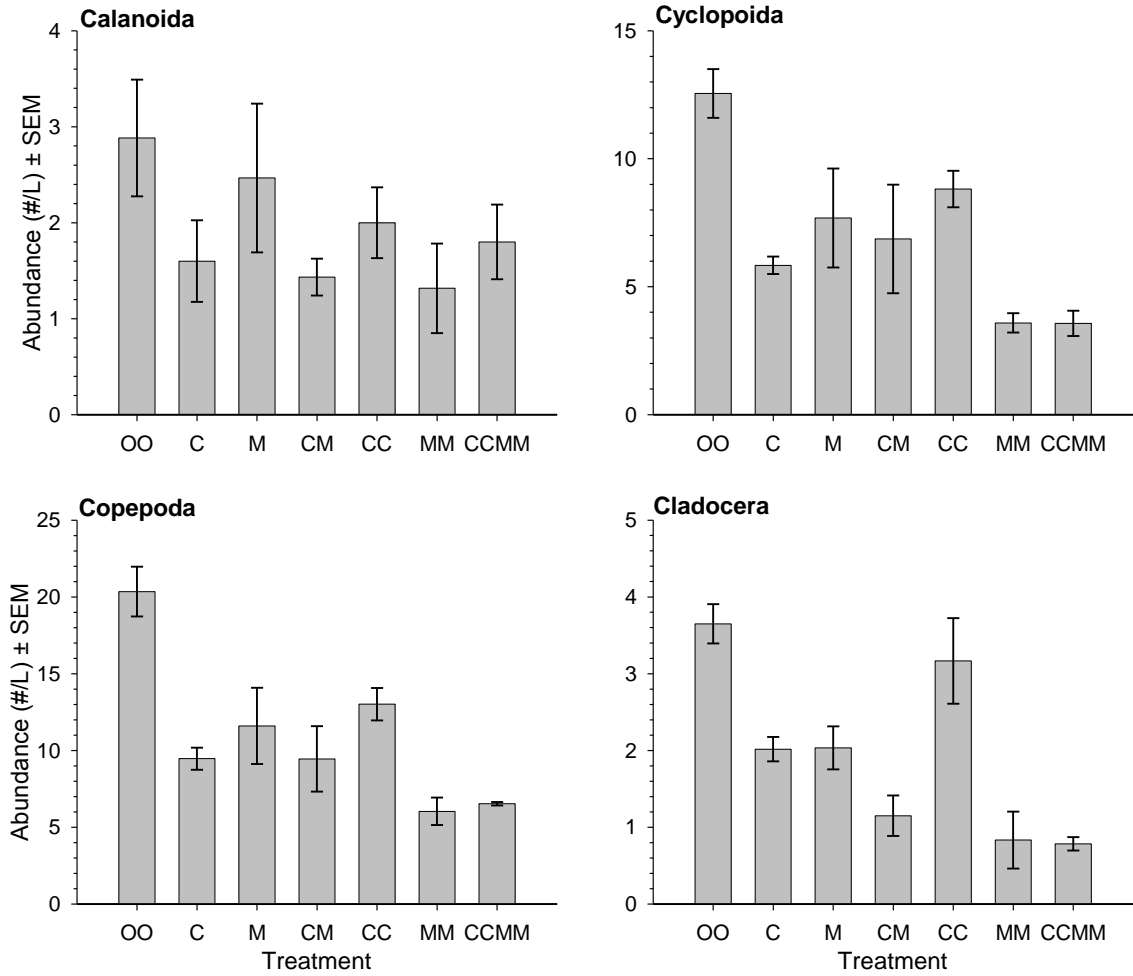 Calanoida
Abundance (#/L) ± SEM
4
3
2
1
0
OO C M CM CC MM CCMM
Cyclopoida
15
10
5
0
OO C M CM CC MM CCMM
Copepoda
Abundance (#/L) ± SEM
25
20
15
10
5
0
OO C M CM CC MM CCMM
Treatment
Cladocera
5
4
3
2
1
0
OO C M CM CC MM CCMM
Treatment